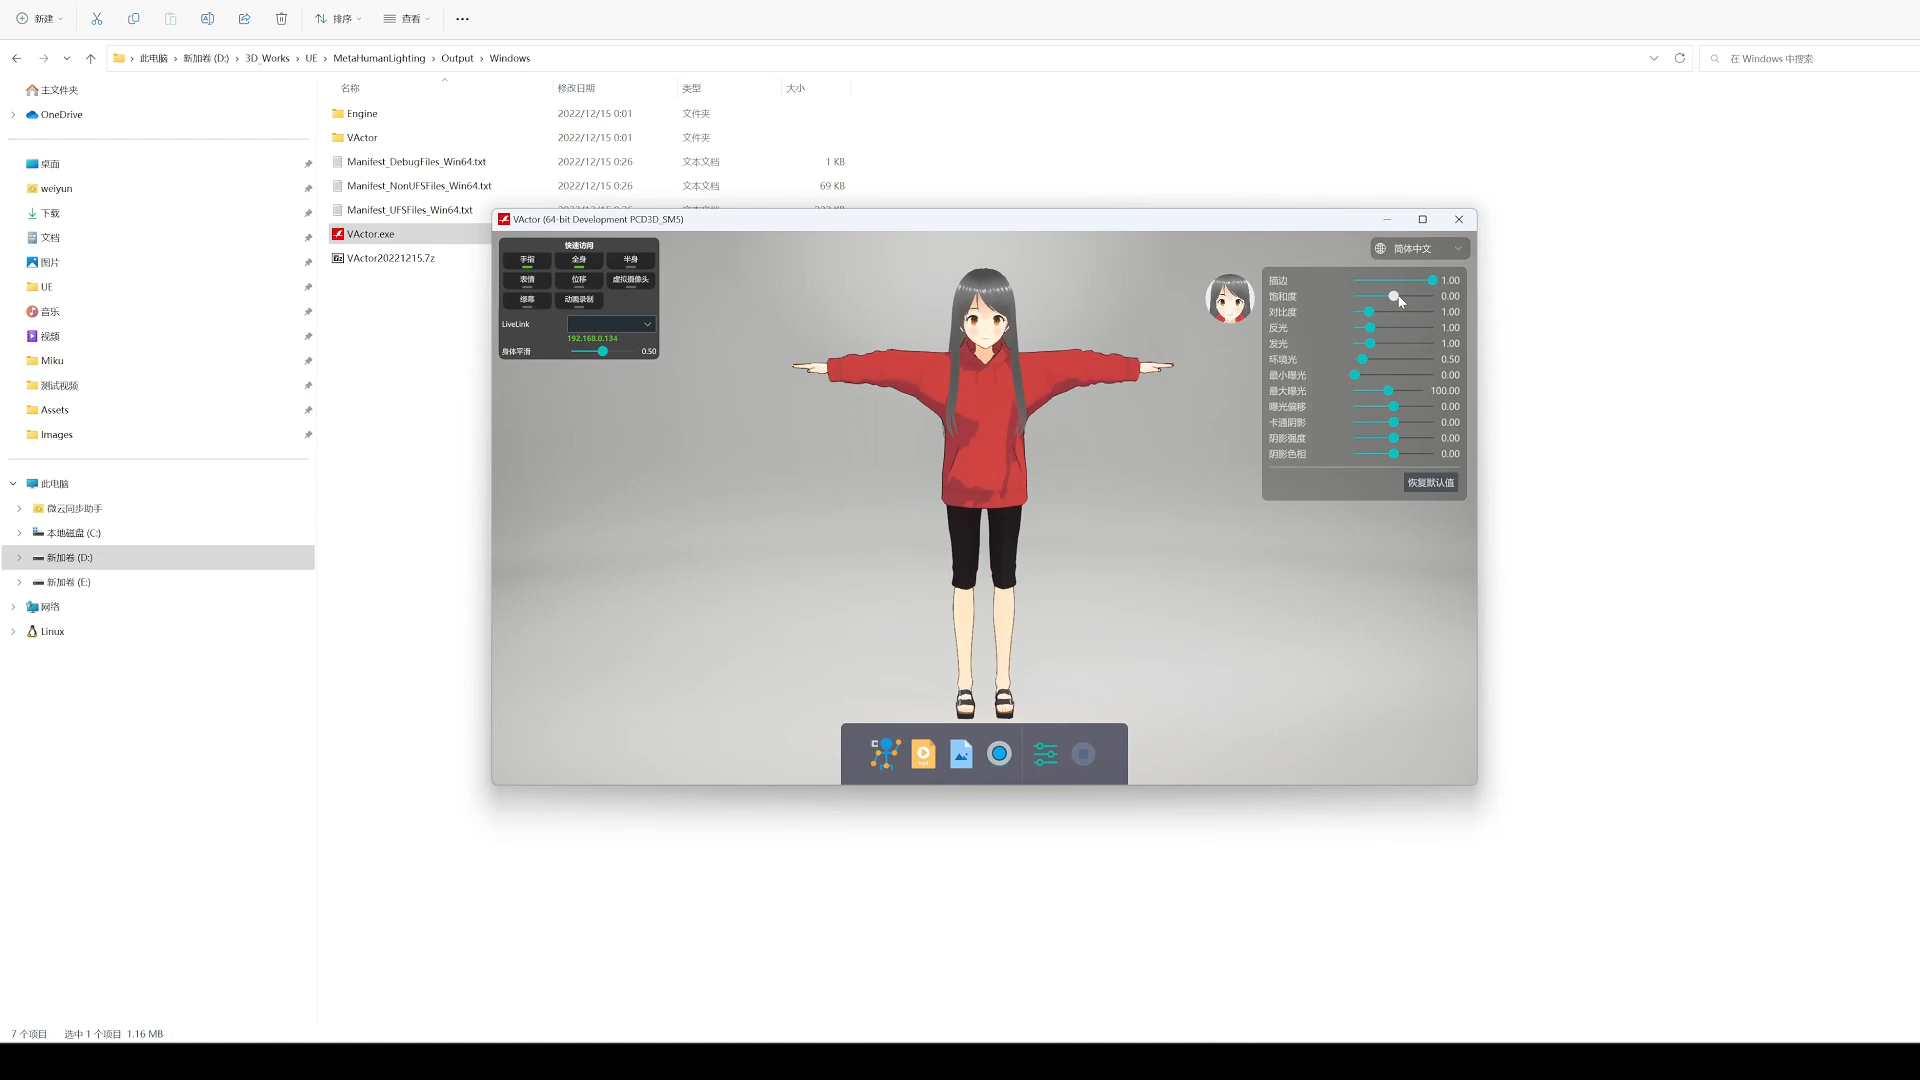 新建
排序
查看
此电脑 › 新加卷 (D:) › 3D_Works › UE › MetaHumanLighting › Output › Windows
在 Windows 中搜索
主文件夹
OneDrive
桌面
weiyun
下载
文档
图片
UE
音乐
视频
Miku
测试视频
Assets
Images
此电脑
微云同步助手
本地磁盘 (C:)
新加卷 (D:)
新加卷 (E:)
网络
Linux
名称 修改日期 类型 大小
Engine 2022/12/15 0:01 文件夹
VActor 2022/12/15 0:01 文件夹
Manifest_DebugFiles_Win64.txt 2022/12/15 0:26 文本文档 1 KB
Manifest_NonUFSFiles_Win64.txt 2022/12/15 0:26 文本文档 69 KB
Manifest_UFSFiles_Win64.txt
VActor.exe
VActor20221215.7z
VActor (64-bit Development PCD3D_SM5)
快速访问
手指 全身 半身
表情 位移 虚拟摄像头
绿幕 动画录制
LiveLink
192.168.0.134
身体平滑 0.50
简体中文
描边 1.00
饱和度 0.00
对比度 1.00
反光 1.00
发光 1.00
环境光 0.50
最小曝光 0.00
最大曝光 100.00
曝光偏移 0.00
卡通阴影 0.00
阴影强度 0.00
阴影色相 0.00
恢复默认值
7 个项目 选中 1 个项目 1.16 MB